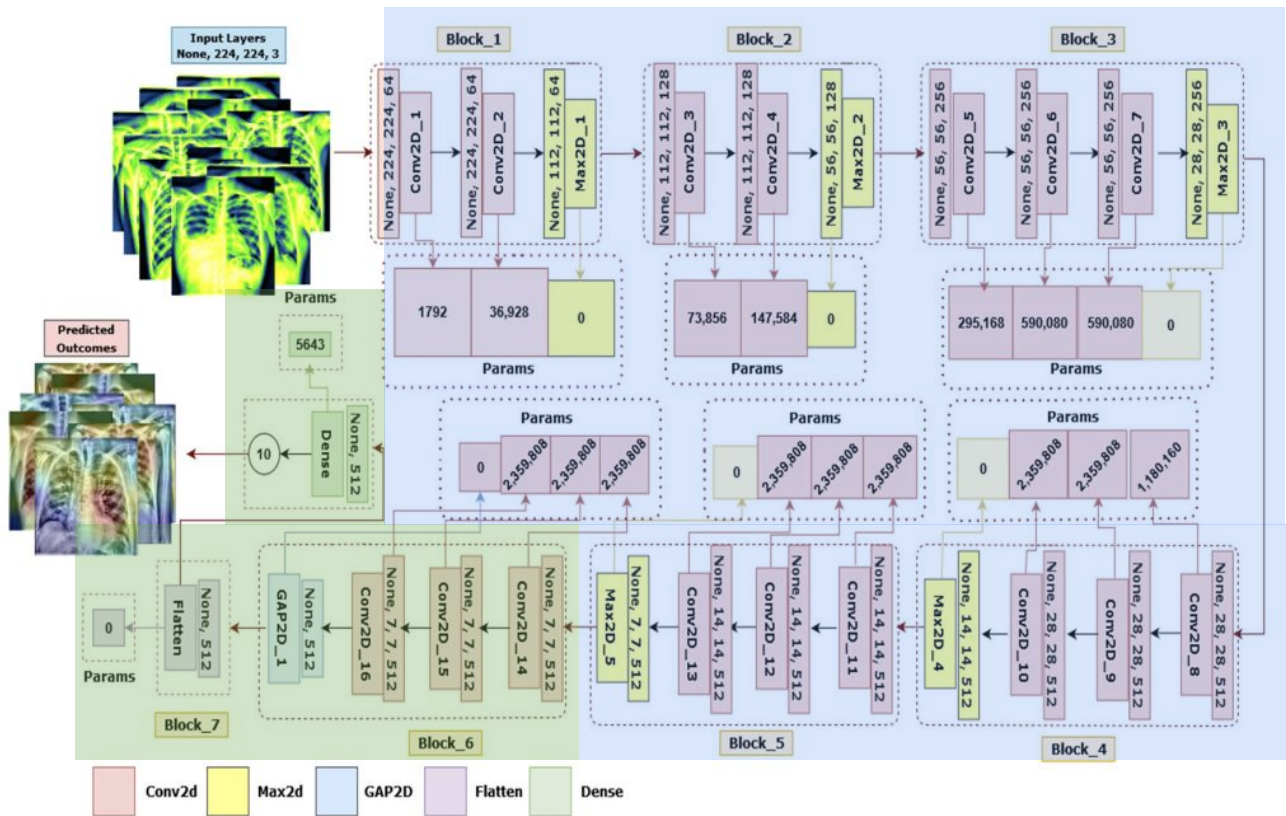 Input Layers
None, 224, 224, 3
Block_1
Block_2
Block_3
None, 224, 224, 64
Conv2D_1
None, 224, 224, 64
Conv2D_2
None, 112, 112, 64
Max2D_1
None, 112, 112, 128
Conv2D_3
None, 112, 112, 128
Conv2D_4
None, 56, 56, 128
Max2D_2
None, 56, 56, 256
Conv2D_5
None, 56, 56, 256
Conv2D_6
None, 56, 56, 256
Conv2D_7
None, 28, 28, 256
Max2D_3
1792
36,928
0
Params
73,856
147,584
0
Params
295,168
590,080
590,080
0
Params
Params
5643
Predicted
Outcomes
10
Dense
None, 512
Params
0
2,359,808
2,359,808
2,359,808
Params
0
2,359,808
2,359,808
2,359,808
Params
0
2,359,808
2,359,808
1,180,160
0
Params
Flatten
None, 512
Block_7
GAP2D_1
None, 512
Conv2D_16
None, 7, 7, 512
Conv2D_15
None, 7, 7, 512
Conv2D_14
None, 7, 7, 512
Block_6
Max2D_5
None, 7, 7, 512
Conv2D_13
None, 14, 14, 512
Conv2D_12
None, 14, 14, 512
Conv2D_11
None, 14, 14, 512
Block_5
Max2D_4
None, 14, 14, 512
Conv2D_10
None, 28, 28, 512
Conv2D_9
None, 28, 28, 512
Conv2D_8
None, 28, 28, 512
Block_4
Conv2d
Max2d
GAP2D
Flatten
Dense